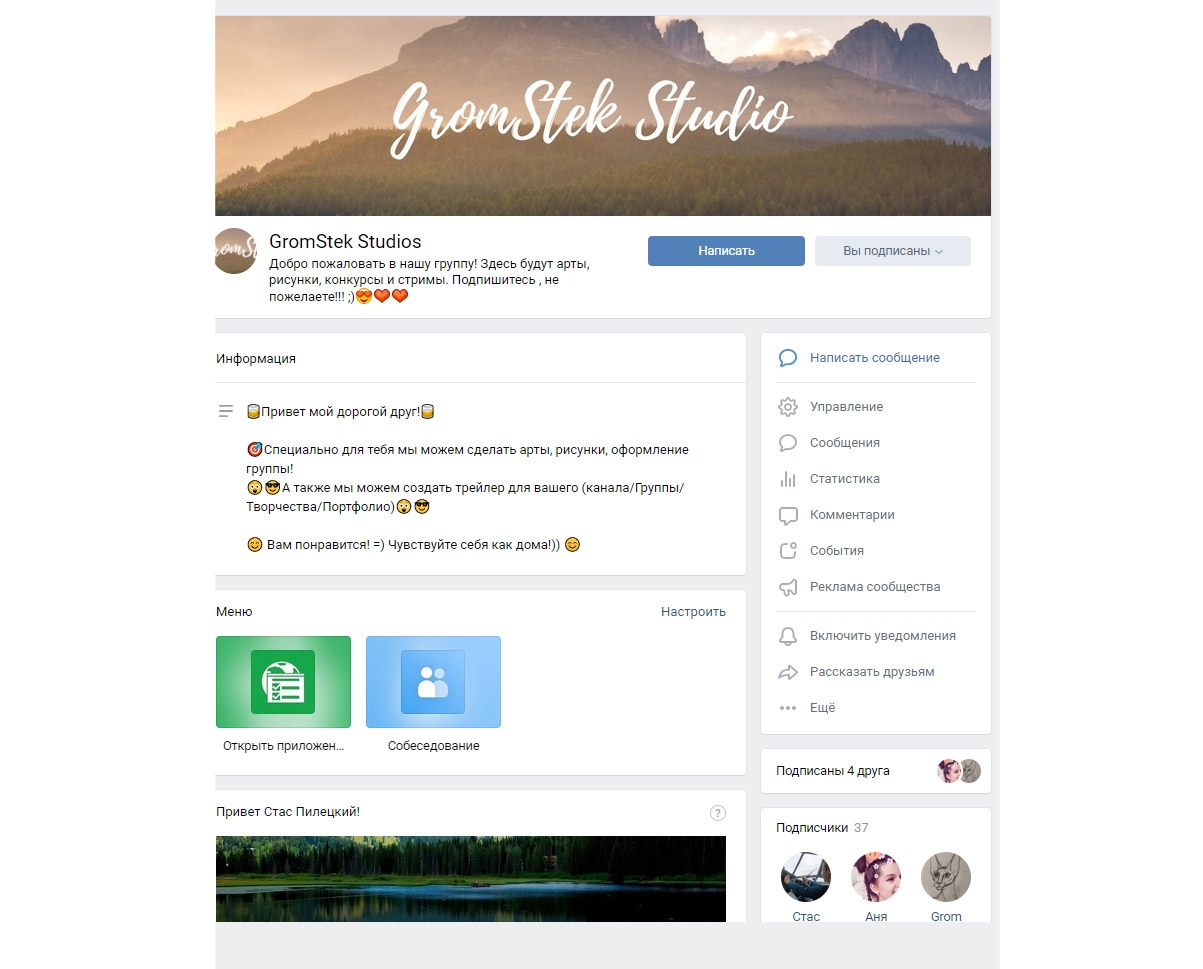 GromStek Studio
GromStek Studios
Добро пожаловать в нашу группу! Здесь будут арты,
рисунки, конкурсы и стримы. Подпишитесь , не
пожелаете!!! ;)😍❤️❤️
Написать
Вы подписаны
Информация
🥃Привет мой дорогой друг!🥃
🎯Специально для тебя мы можем сделать арты, рисунки, оформление
группы!
😲😎А также мы можем создать трейлер для вашего (канала/Группы/
Творчества/Портфолио)😲😎
😊 Вам понравится! =) Чувствуйте себя как дома!)) 😊
Меню
Настроить
Открыть приложен...
Собеседование
Привет Стас Пилецкий!
?
Написать сообщение
Управление
Сообщения
Статистика
Комментарии
События
Реклама сообщества
Включить уведомления
Рассказать друзьям
Ещё
Подписаны 4 друга
Подписчики 37
Стас
Аня
Grom